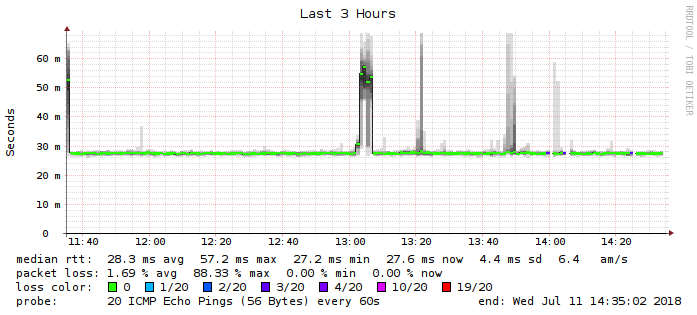 Last 3 Hours
RRDTOOL / TOBI OETIKER
Seconds
60 m
50 m
40 m
30 m
20 m
10 m
0
11:40 12:00 12:20 12:40 13:00 13:20 13:40 14:00 14:20
median rtt: 28.3 ms avg 57.2 ms max 27.2 ms min 27.6 ms now 4.4 ms sd 6.4 am/s
packet loss: 1.69 % avg 88.33 % max 0.00 % min 0.00 % now
loss color: 0 1/20 2/20 3/20 4/20 10/20 19/20
probe: 20 ICMP Echo Pings (56 Bytes) every 60s end: Wed Jul 11 14:35:02 2018